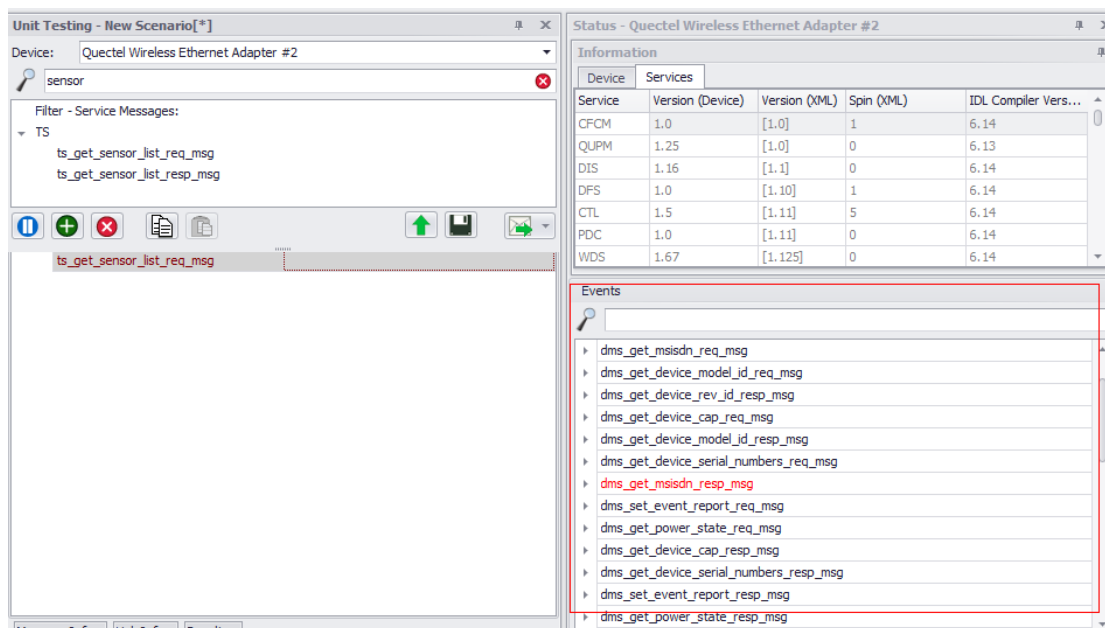 Unit Testing - New Scenario[*]
Device: Quectel Wireless Ethernet Adapter #2
sensor
Filter - Service Messages:
TS
ts_get_sensor_list_req_msg
ts_get_sensor_list_resp_msg
ts_get_sensor_list_req_msg
Status - Quectel Wireless Ethernet Adapter #2
Information
Device Services
Service Version (Device) Version (XML) Spin (XML) IDL Compiler Vers...
CFCM 1.0 [1.0] 1 6.14
QUPM 1.25 [1.0] 0 6.13
DIS 1.16 [1.1] 0 6.14
DFS 1.0 [1.10] 1 6.14
CTL 1.5 [1.11] 5 6.14
PDC 1.0 [1.11] 0 6.14
WDS 1.67 [1.125] 0 6.14
Events
dms_get_msisdn_req_msg
dms_get_device_model_id_req_msg
dms_get_device_rev_id_resp_msg
dms_get_device_cap_req_msg
dms_get_device_model_id_resp_msg
dms_get_device_serial_numbers_req_msg
dms_get_msisdn_resp_msg
dms_set_event_report_req_msg
dms_get_power_state_req_msg
dms_get_device_cap_resp_msg
dms_get_device_serial_numbers_resp_msg
dms_set_event_report_resp_msg
dms_get_power_state_resp_msg